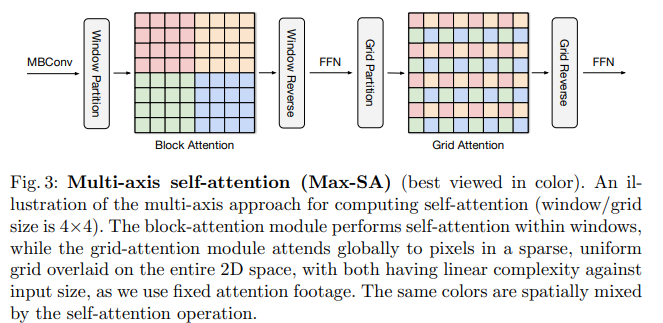 MBConv
Window Partition
Block Attention
Window Reverse
FFN
Grid Partition
Grid Attention
Grid Reverse
FFN
Fig. 3: Multi-axis self-attention (Max-SA) (best viewed in color). An il-
lustration of the multi-axis approach for computing self-attention (window/grid
size is 4×4). The block-attention module performs self-attention within windows,
while the grid-attention module attends globally to pixels in a sparse, uniform
grid overlaid on the entire 2D space, with both having linear complexity against
input size, as we use fixed attention footage. The same colors are spatially mixed
by the self-attention operation.